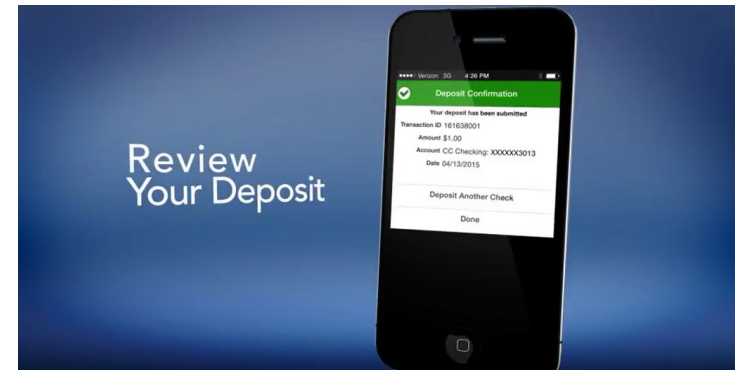 Review
Your Deposit
Verizon 3G 4:26 PM
Deposit Confirmation
Your deposit has been submitted
Transaction ID 161638001
Amount $1.00
Account CC Checking: XXXXXX3013
Date 04/13/2015
Deposit Another Check
Done